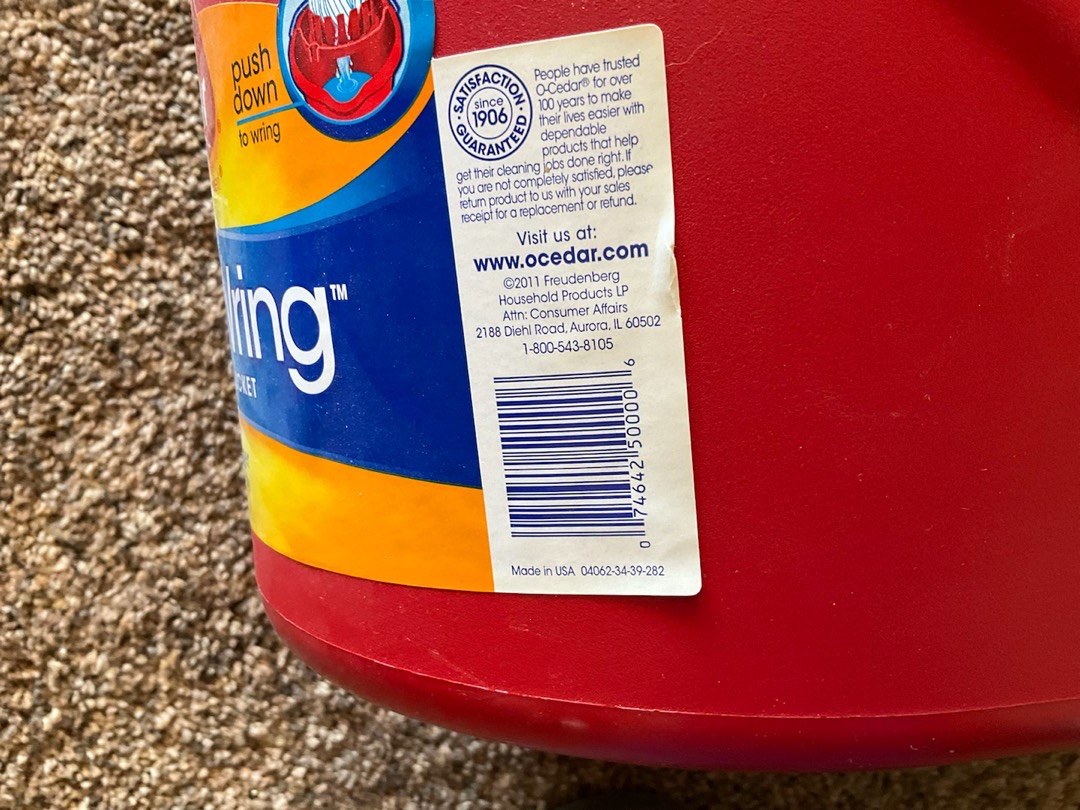 push
down
to wring
ring™
SATISFACTION
since
1906
GUARANTEED
People have trusted
O-Cedar® for over
100 years to make
their lives easier with
dependable
products that help
get their cleaning jobs done right. If
you are not completely satisfied, please
return product to us with your sales
receipt for a replacement or refund.
Visit us at:
www.ocedar.com
©2011 Freudenberg
Household Products LP
Attn: Consumer Affairs
2188 Diehl Road, Aurora, IL 60502
1-800-543-8105
0 74642 50000 6
Made in USA 04062-34-39-282